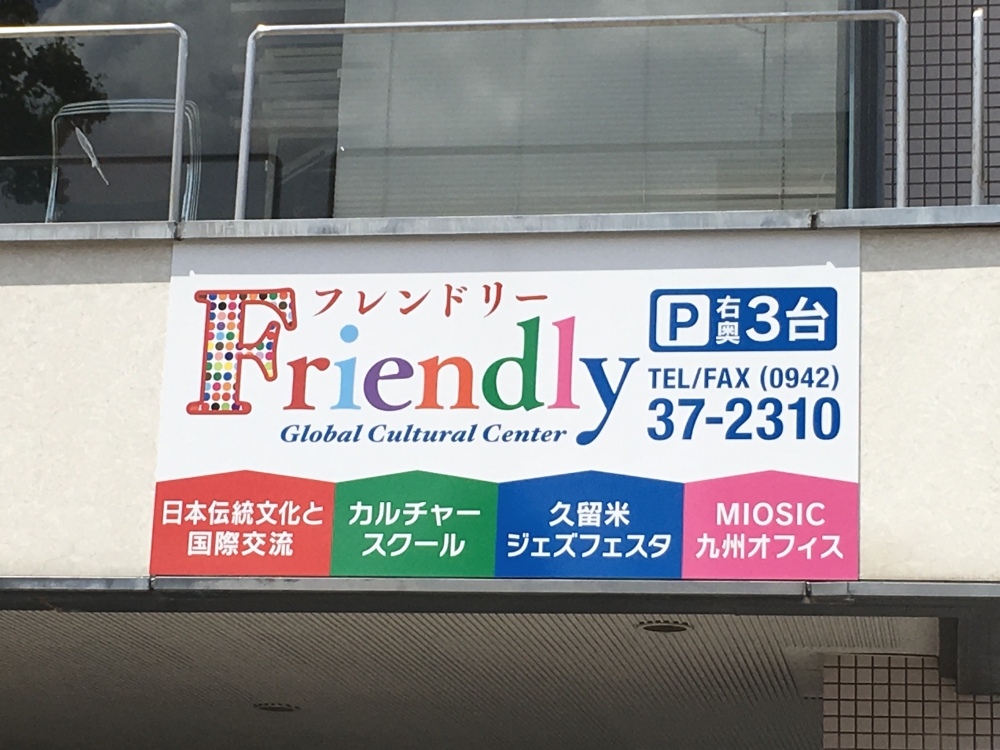 フレンドリー
Friendly
Global Cultural Center
P 右奥 3台
TEL/FAX (0942)
37-2310
日本伝統文化と
国際交流
カルチャー
スクール
久留米
ジェズフェスタ
MIOSIC
九州オフィス